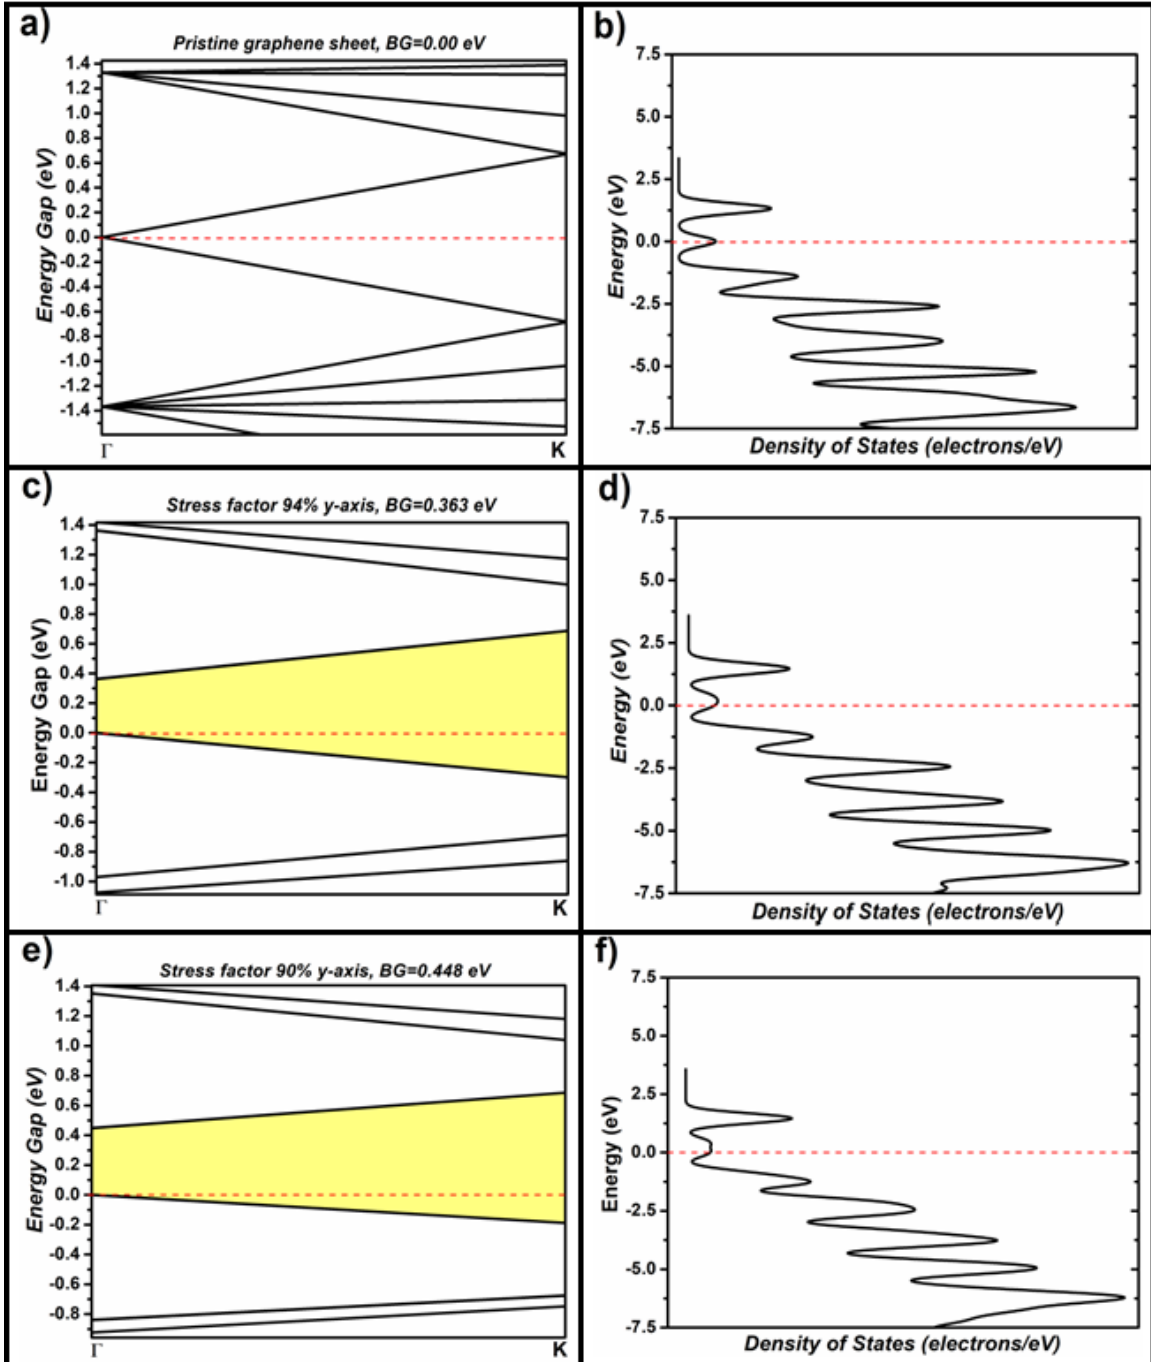 a)
Pristine graphene sheet, BG=0.00 eV
Energy Gap (eV)
1.4
1.2
1.0
0.8
0.6
0.4
0.2
0.0
-0.2
-0.4
-0.6
-0.8
-1.0
-1.2
-1.4
Γ K
b)
Energy (eV)
7.5
5.0
2.5
0.0
-2.5
-5.0
-7.5
Density of States (electrons/eV)
c)
Stress factor 94% y-axis, BG=0.363 eV
Energy Gap (eV)
1.4
1.2
1.0
0.8
0.6
0.4
0.2
0.0
-0.2
-0.4
-0.6
-0.8
-1.0
Γ K
d)
Energy (eV)
7.5
5.0
2.5
0.0
-2.5
-5.0
-7.5
Density of States (electrons/eV)
e)
Stress factor 90% y-axis, BG=0.448 eV
Energy Gap (eV)
1.4
1.2
1.0
0.8
0.6
0.4
0.2
0.0
-0.2
-0.4
-0.6
-0.8
Γ K
f)
Energy (eV)
7.5
5.0
2.5
0.0
-2.5
-5.0
-7.5
Density of States (electrons/eV)